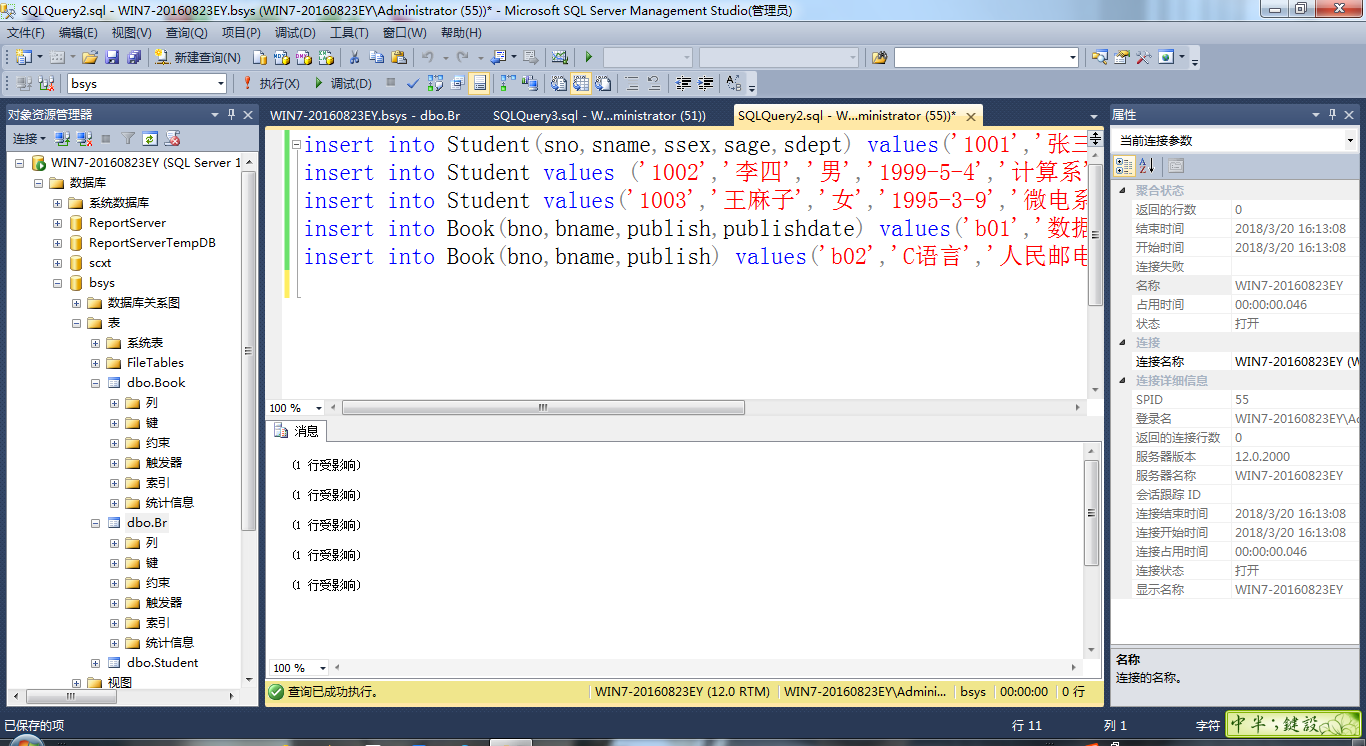 SQLQuery2.sql - WIN7-20160823EY.bsys (WIN7-20160823EY\Administrator (55))* - Microsoft SQL Server Management Studio(管理员)
文件(F) 编辑(E) 视图(V) 查询(Q) 项目(P) 调试(D) 工具(T) 窗口(W) 帮助(H)
新建查询(N)
bsys 执行(X) 调试(D)
对象资源管理器
连接
WIN7-20160823EY (SQL Server 1
数据库
系统数据库
ReportServer
ReportServerTempDB
scxt
bsys
数据库关系图
表
系统表
FileTables
dbo.Book
列
键
约束
触发器
索引
统计信息
dbo.Br
列
键
约束
触发器
索引
统计信息
dbo.Student
视图
WIN7-20160823EY.bsys - dbo.Br SQLQuery3.sql - W...ministrator (51)) SQLQuery2.sql - W...ministrator (55))*
insert into Student(sno,sname,ssex,sage,sdept) values('1001','张三
insert into Student values ('1002','李四','男','1999-5-4','计算系'
insert into Student values('1003','王麻子','女','1995-3-9','微电系
insert into Book(bno,bname,publish,publishdate) values('b01','数据
insert into Book(bno,bname,publish) values('b02','C语言','人民邮电
100 %
消息
(1 行受影响)
(1 行受影响)
(1 行受影响)
(1 行受影响)
(1 行受影响)
100 %
查询已成功执行。 WIN7-20160823EY (12.0 RTM) WIN7-20160823EY\Admini... bsys 00:00:00 0 行
属性
当前连接参数
聚合状态
返回的行数 0
结束时间 2018/3/20 16:13:08
开始时间 2018/3/20 16:13:08
连接失败
名称 WIN7-20160823EY
占用时间 00:00:00.046
状态 打开
连接
连接名称 WIN7-20160823EY (W
连接详细信息
SPID 55
登录名 WIN7-20160823EY\Ad
返回的连接行数 0
服务器版本 12.0.2000
服务器名称 WIN7-20160823EY
会话跟踪 ID
连接结束时间 2018/3/20 16:13:08
连接开始时间 2018/3/20 16:13:08
连接占用时间 00:00:00.046
连接状态 打开
显示名称 WIN7-20160823EY
名称
连接的名称。
已保存的项 行 11 列 1 字符
中半;鍵設